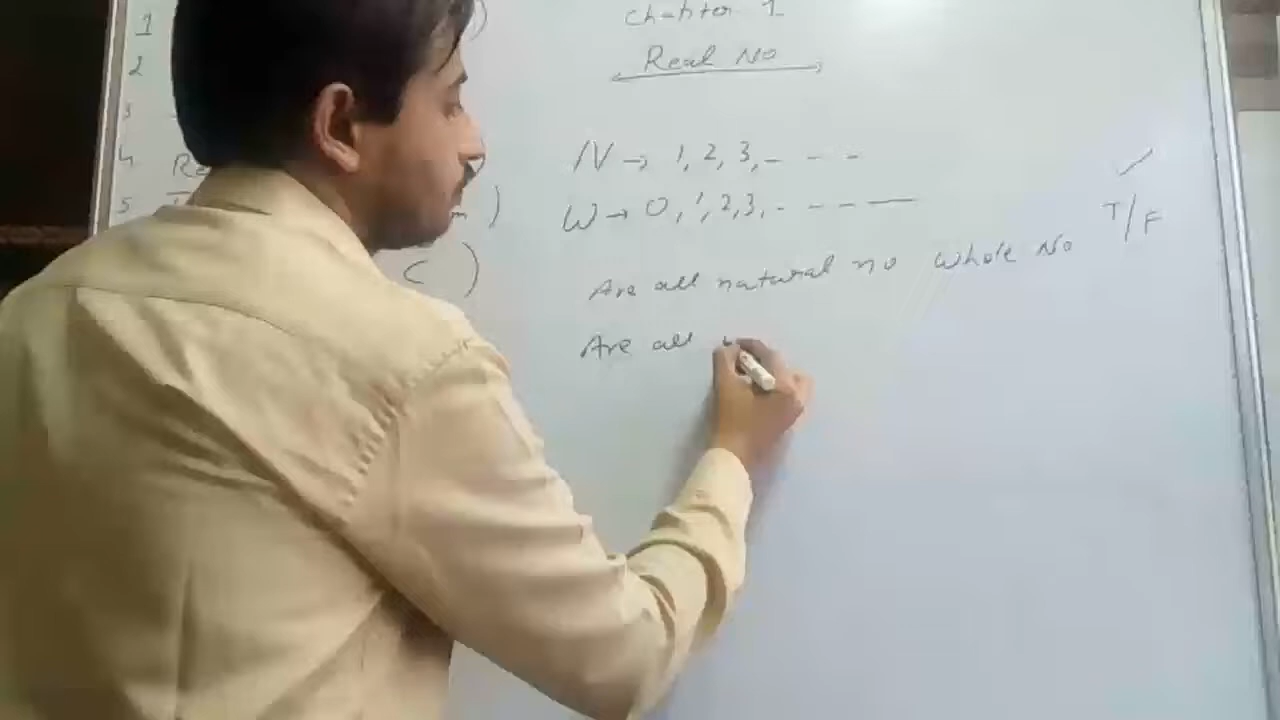 Chapter 1
Real No
N → 1, 2, 3, - - -
W → 0, 1, 2, 3, - - - —
Are all natural no whole No T/F ✓
Are all
1
2
3
4
5
)
C )